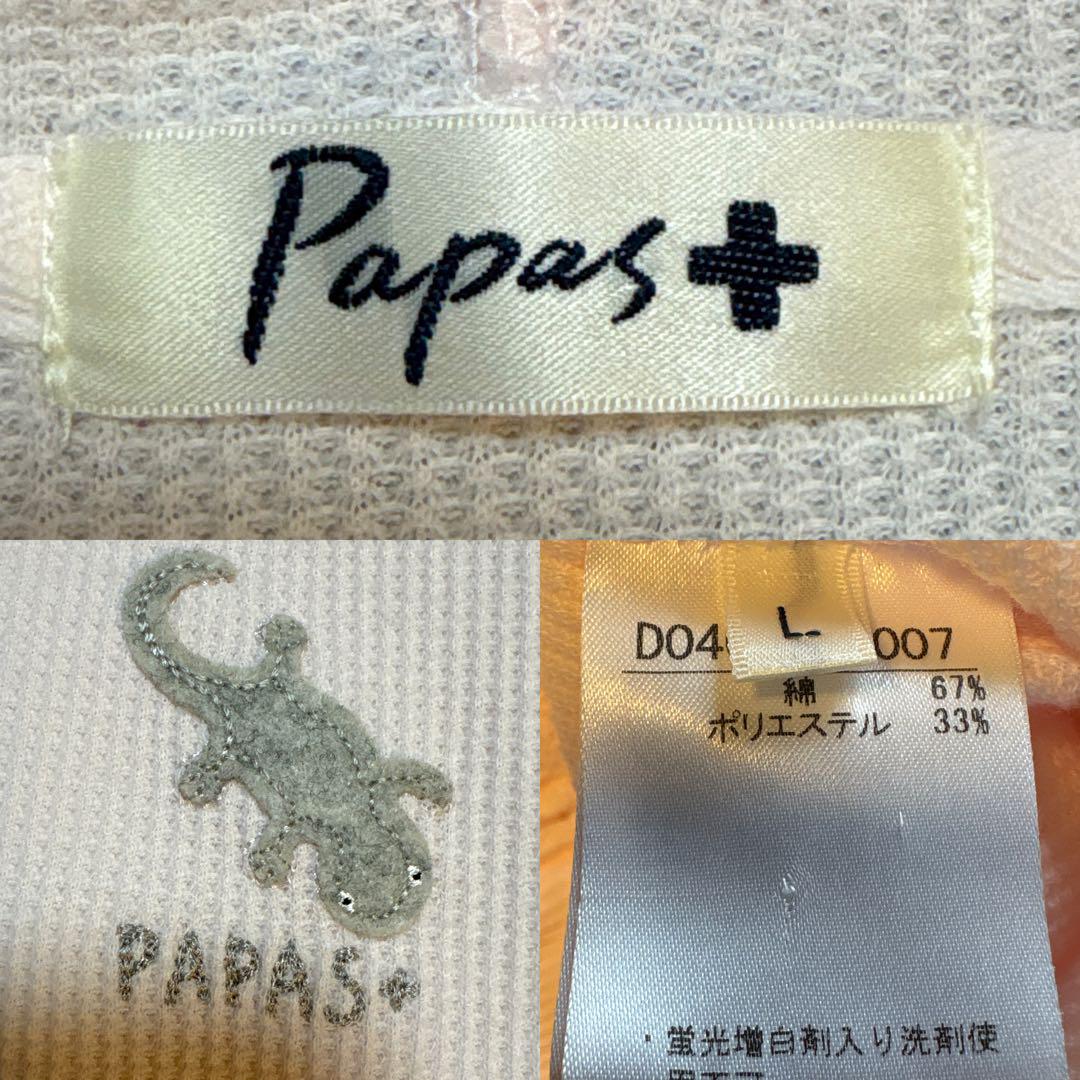 Papas+
PAPAS+
L
D04 007
綿 67%
ポリエステル 33%
・蛍光増白剤入り洗剤使